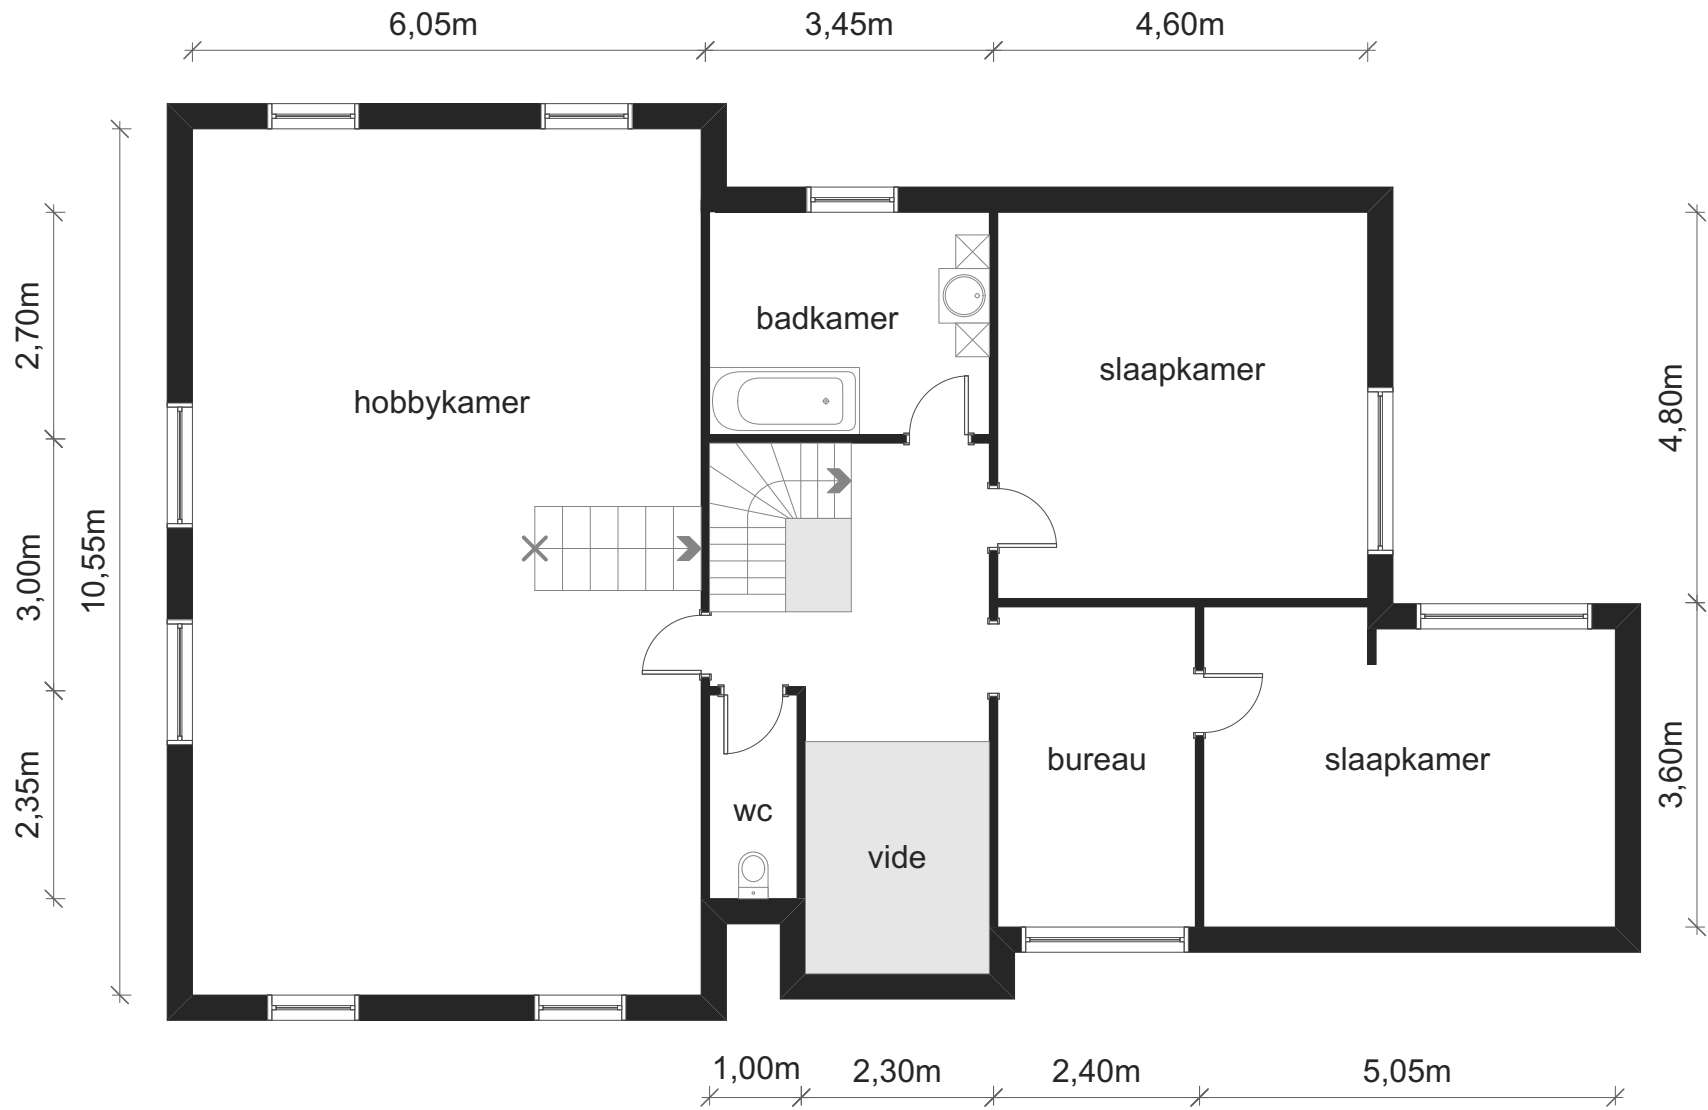 6,05m
3,45m
4,60m
2,70m
badkamer
slaapkamer
hobbykamer
4,80m
3,00m
10,55m
2,35m
bureau
slaapkamer
3,60m
wc
vide
1,00m
2,30m
2,40m
5,05m